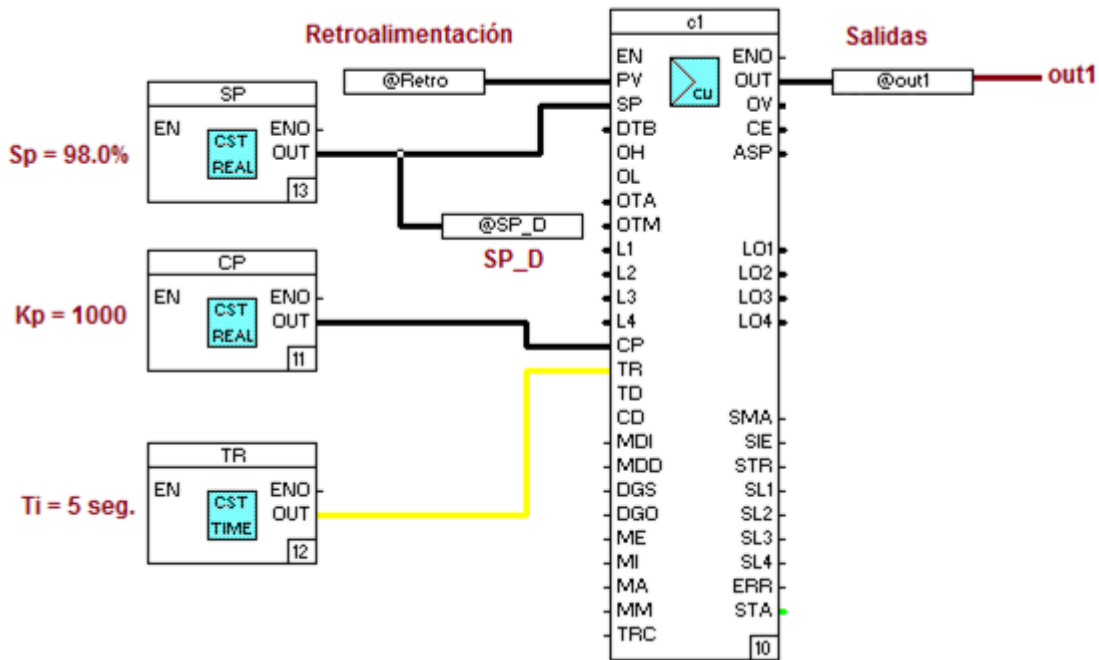 Retroalimentación
@Retro
Salidas
@out1
out1
Sp = 98.0%
SP
EN
ENO
CST
REAL
OUT
13
@SP_D
SP_D
Kp = 1000
CP
EN
ENO
CST
REAL
OUT
11
Ti = 5 seg.
TR
EN
ENO
CST
TIME
OUT
12
c1
CU
EN
PV
SP
DTB
OH
OL
OTA
OTM
L1
L2
L3
L4
CP
TR
TD
CD
MDI
MDD
DGS
DGO
ME
MI
MA
MM
TRC
ENO
OUT
OV
CE
ASP
LO1
LO2
LO3
LO4
SMA
SIE
STR
SL1
SL2
SL3
SL4
ERR
STA
10